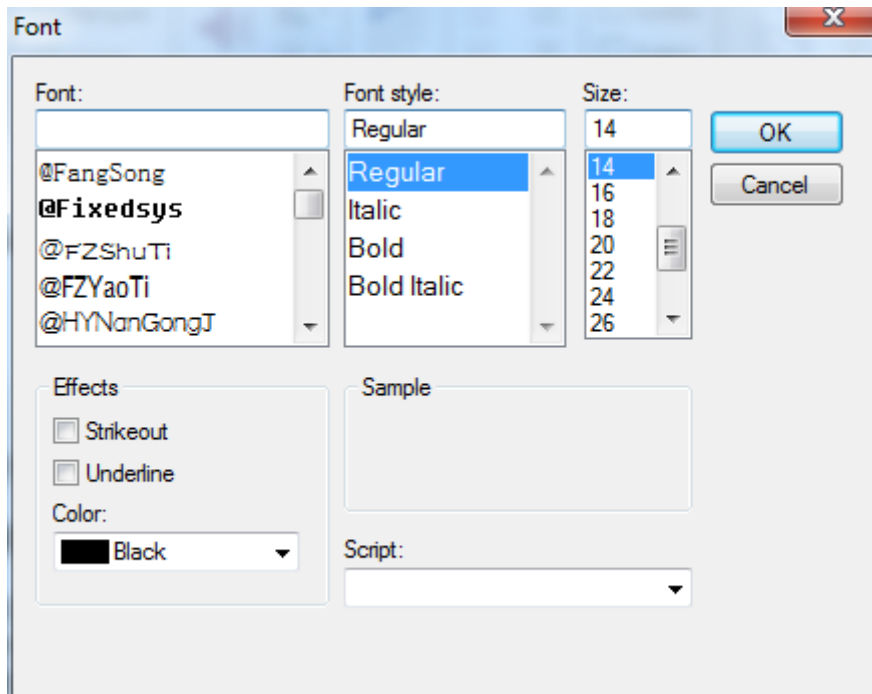 Font
Font:
Font style:
Size:
Regular
14
OK
Cancel
@FangSong
@Fixedsys
@FZShuTi
@FZYaoTi
@HYNanGongJ
Regular
Italic
Bold
Bold Italic
14
16
18
20
22
24
26
Effects
Strikeout
Underline
Color:
Black
Sample
Script: